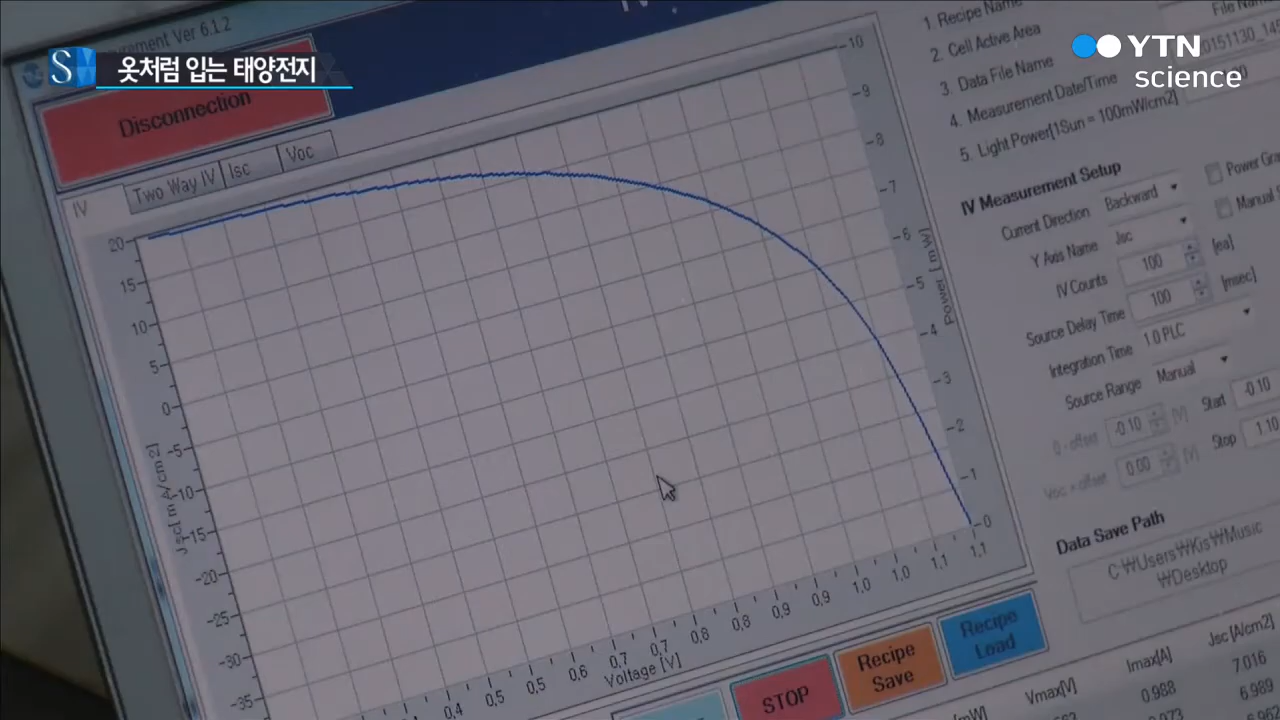 urement Ver 6.1.2
S
옷처럼 입는 태양전지
YTN
science
Disconnection
IV
Two Way IV
Isc
Voc
20
15
10
5
0
-5
-10
-15
-20
-25
-30
-35
Jsc[mA/cm2]
10
9
8
7
6
5
4
3
2
1
0
Power [mW]
0.4
0.5
0.5
0.6
0.7
0.7
0.8
0.8
0.9
0.9
1.0
1.0
1.1
1.1
Voltage [V]
1. Recipe Name
2. Cell Active Area
3. Data File Name
4. Measurement Date/Time
5. Light Power[1Sun = 100mW/cm2]
File Name
IV Measurement Setup
Current Direction Backward
Y Axis Name Jsc
IV Counts 100 [ea]
Source Delay Time 100 [msec]
Integration Time 1.0 PLC
Source Range Manual
0 - offset -0.10 [V] Start -0.10
Voc + offset 0.00 [V] Stop 1.10
Manual
Data Save Path
C:₩Users₩Kis₩Music
₩Desktop
STOP
Recipe
Save
Recipe
Load
[mW] Vmax[V] Imax[A] Jsc [A/cm2]
0.988 7.016
6.989